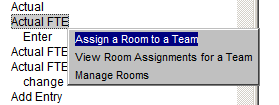 Actual
Actual FTE
Enter
Assign a Room to a Team
Actual FTE
View Room Assignments for a Team
Actual FTE
change
Manage Rooms
Add Entry